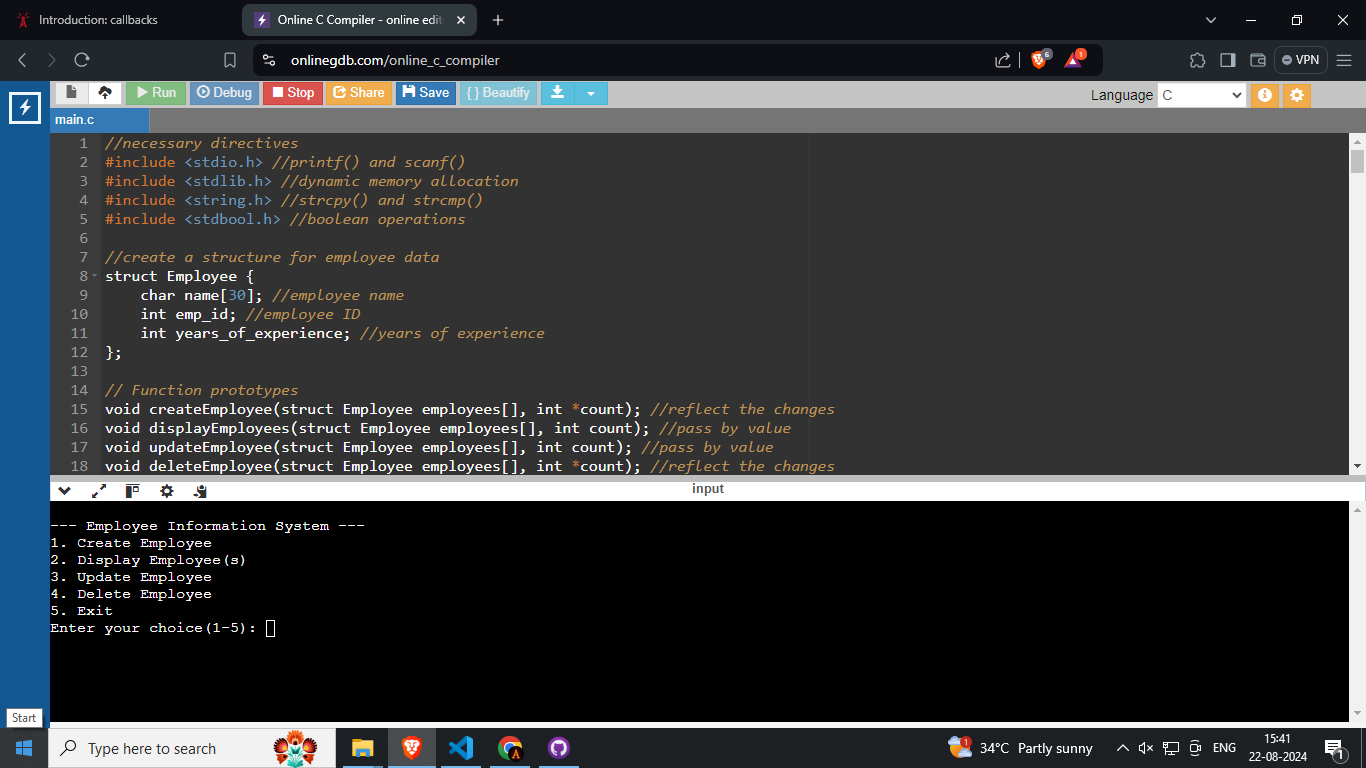 Introduction: callbacks
Online C Compiler - online edit
onlinegdb.com/online_c_compiler
6
1
VPN
Run
Debug
Stop
Share
Save
{ } Beautify
Language
C
main.c
1 //necessary directives
2 #include <stdio.h> //printf() and scanf()
3 #include <stdlib.h> //dynamic memory allocation
4 #include <string.h> //strcpy() and strcmp()
5 #include <stdbool.h> //boolean operations
6
7 //create a structure for employee data
8 struct Employee {
9 char name[30]; //employee name
10 int emp_id; //employee ID
11 int years_of_experience; //years of experience
12 };
13
14 // Function prototypes
15 void createEmployee(struct Employee employees[], int *count); //reflect the changes
16 void displayEmployees(struct Employee employees[], int count); //pass by value
17 void updateEmployee(struct Employee employees[], int count); //pass by value
18 void deleteEmployee(struct Employee employees[], int *count); //reflect the changes
input
--- Employee Information System ---
1. Create Employee
2. Display Employee(s)
3. Update Employee
4. Delete Employee
5. Exit
Enter your choice(1-5):
Start
Type here to search
A
1
34°C Partly sunny
ENG
15:41
22-08-2024
1